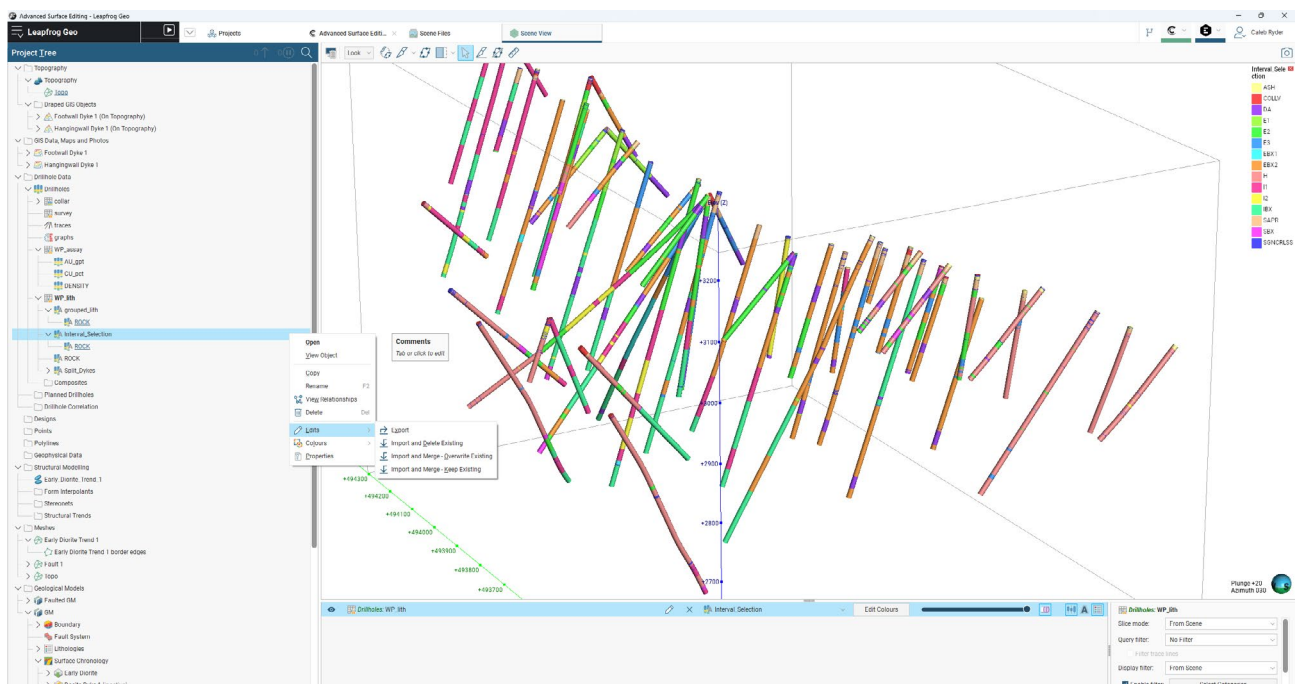 Advanced Surface Editing - Leapfrog Geo
Leapfrog Geo
Projects
Advanced Surface Editi...
Scene Files
Scene View
Caleb Ryder
Project Tree
Look
Topography
Topography
Topo
Draped GIS Objects
Footwall Dyke 1 (On Topography)
Hangingwall Dyke 1 (On Topography)
GIS Data, Maps and Photos
Footwall Dyke 1
Hangingwall Dyke 1
Drillhole Data
Drillholes
collar
survey
traces
graphs
WP_assay
AU_gpt
CU_pct
DENSITY
WP_lith
grouped_lith
ROCK
Interval_Selection
ROCK
ROCK
Split_Dykes
Composites
Planned Drillholes
Drillhole Correlation
Designs
Points
Polylines
Geophysical Data
Structural Modelling
Early_Diorite_Trend_1
Form Interpolants
Stereonets
Structural Trends
Meshes
Early Diorite Trend 1
Early Diorite Trend 1 border edges
Fault 1
Topo
Geological Models
Faulted GM
GM
Boundary
Fault System
Lithologies
Surface Chronology
Early Diorite
Open
View Object
Copy
Rename F2
View Relationships
Delete Del
Edits
Colours
Properties
Comments
Tab or click to edit
Export
Import and Delete Existing
Import and Merge - Overwrite Existing
Import and Merge - Keep Existing
Elev (Z)
+3200
+3100
+3000
+2900
+2800
+2700
+494300
+494200
+494100
+494000
+493900
+493800
+493700
Interval_Sele
ction
ASH
COLLV
DA
E1
E2
E3
EBX1
EBX2
H
I1
I2
IBX
SAPR
SBX
SGNCRLSS
Plunge +20
Azimuth 030
Drillholes: WP_lith
Interval_Selection
Edit Colours
Drillholes: WP_lith
Slice mode: From Scene
Query filter: No Filter
Filter trace lines
Display filter: From Scene